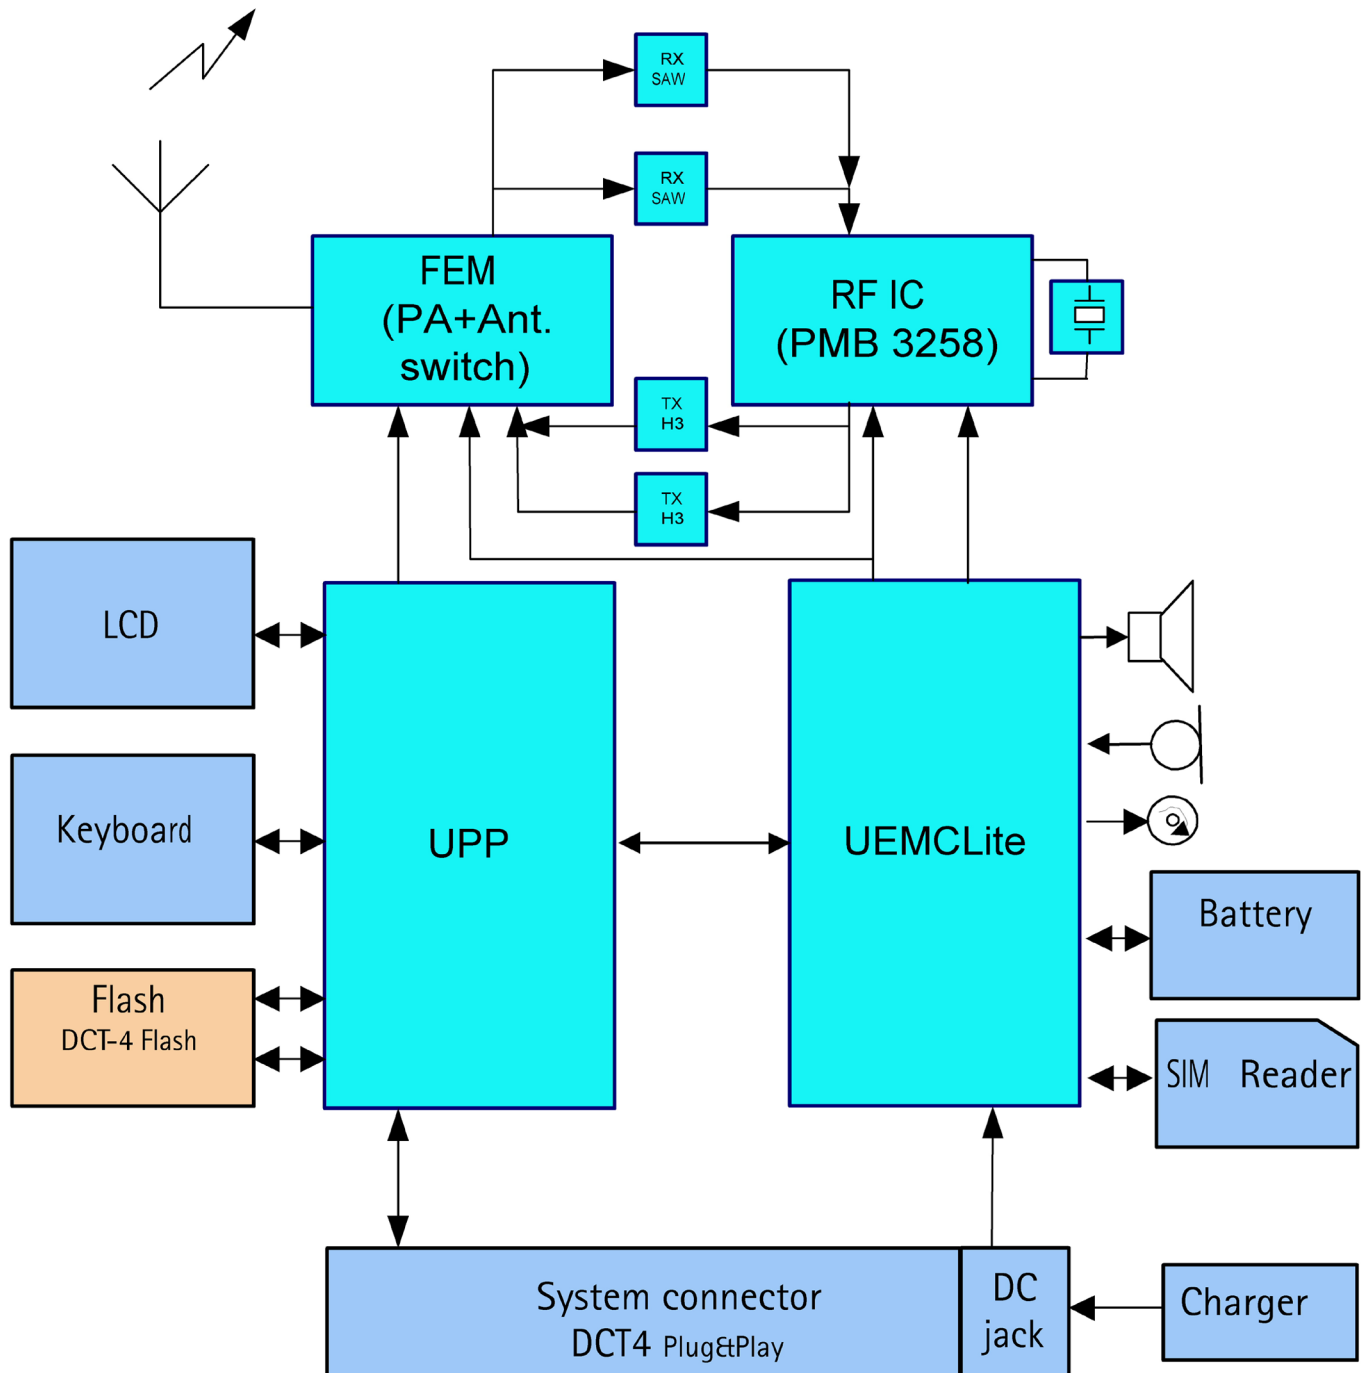 RX
SAW
RX
SAW
FEM
(PA+Ant.
switch)
RF IC
(PMB 3258)
TX
H3
TX
H3
LCD
Keyboard
UPP
UEMCLite
Battery
Flash
DCT-4 Flash
SIM Reader
System connector
DCT4 Plug&Play
DC
jack
Charger